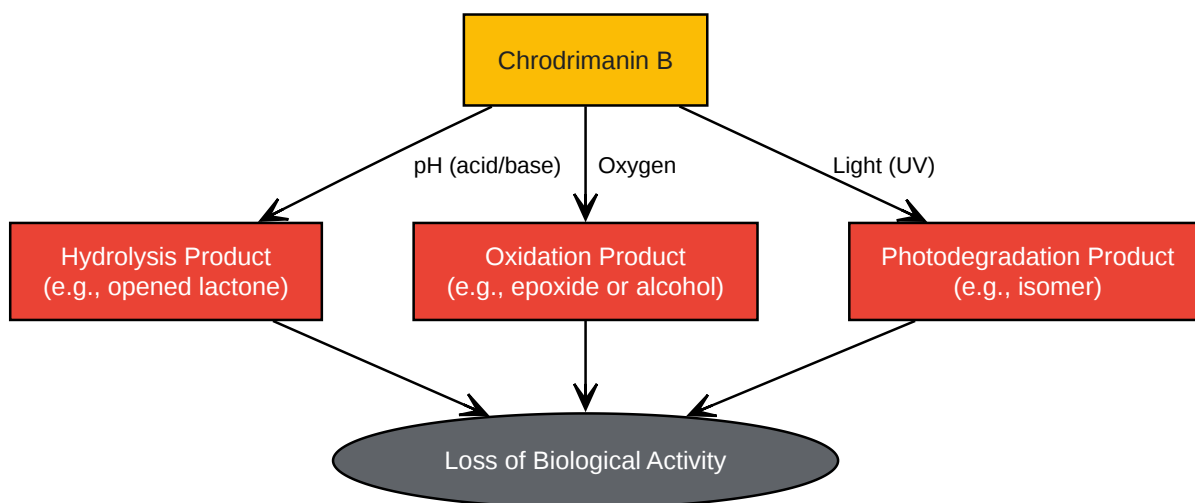 Chrodrimanin B
pH (acid/base)
Oxygen
Light (UV)
Hydrolysis Product
(e.g., opened lactone)
Oxidation Product
(e.g., epoxide or alcohol)
Photodegradation Product
(e.g., isomer)
Loss of Biological Activity